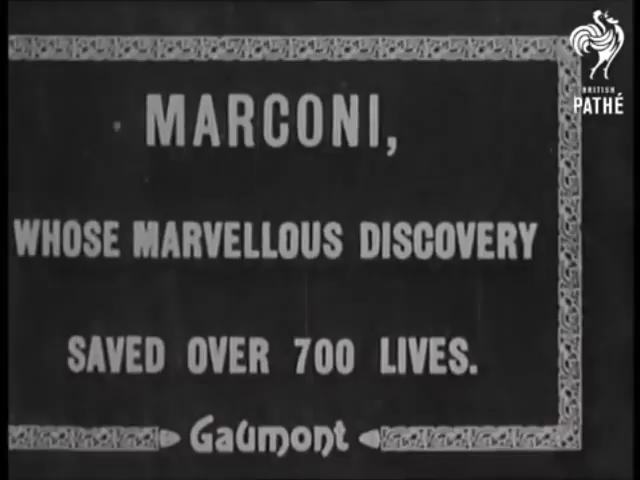 BRITISH
PATHÉ
MARCONI,
WHOSE MARVELLOUS DISCOVERY
SAVED OVER 700 LIVES.
Gaumont